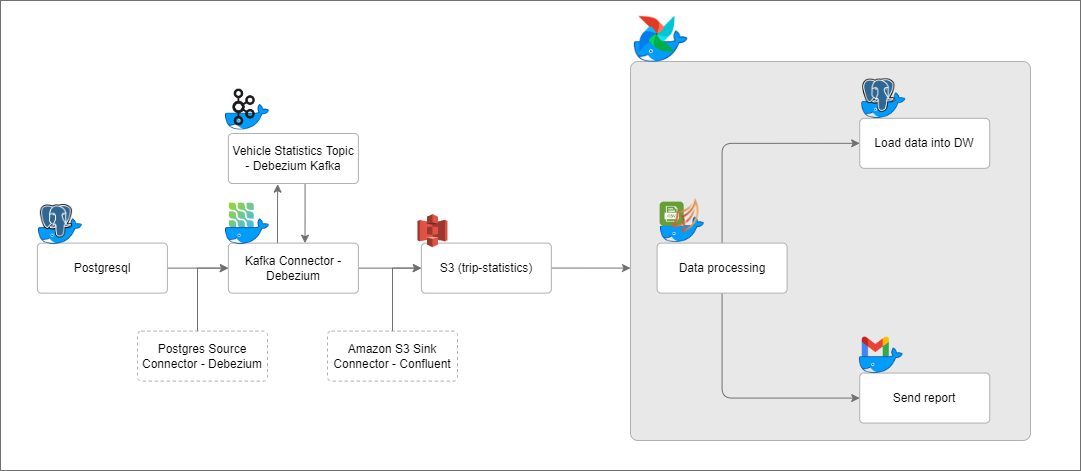 Vehicle Statistics Topic
- Debezium Kafka
Postgresql
Kafka Connector -
Debezium
S3 (trip-statistics)
Postgres Source
Connector - Debezium
Amazon S3 Sink
Connector - Confluent
Data processing
Load data into DW
Send report